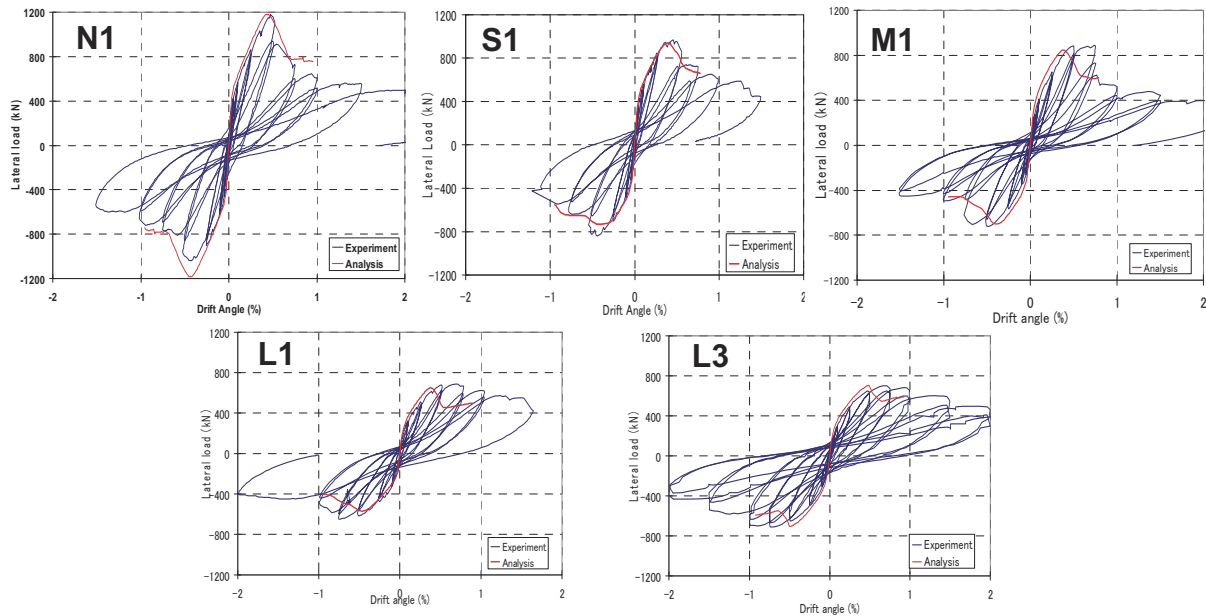 N1
1200
800
400
0
-400
-800
-1200
-2 -1 0 1 2
Lateral load (kN)
Drift Angle (%)
Experiment
Analysis
S1
1200
800
400
0
-400
-800
-1200
-2 -1 0 1 2
Lateral Load (kN)
Drift Angle (%)
Experiment
Analysis
M1
1200
800
400
0
-400
-800
-1200
-2 -1 0 1 2
Lateral load (kN)
Drift angle (%)
Experiment
Analysis
L1
1200
800
400
0
-400
-800
-1200
-2 -1 0 1 2
Lateral load (kN)
Drift angle (%)
Experiment
Analysis
L3
1200
800
400
0
-400
-800
-1200
-2 -1 0 1 2
Lateral load (kN)
Drift angle (%)
Experiment
Analysis